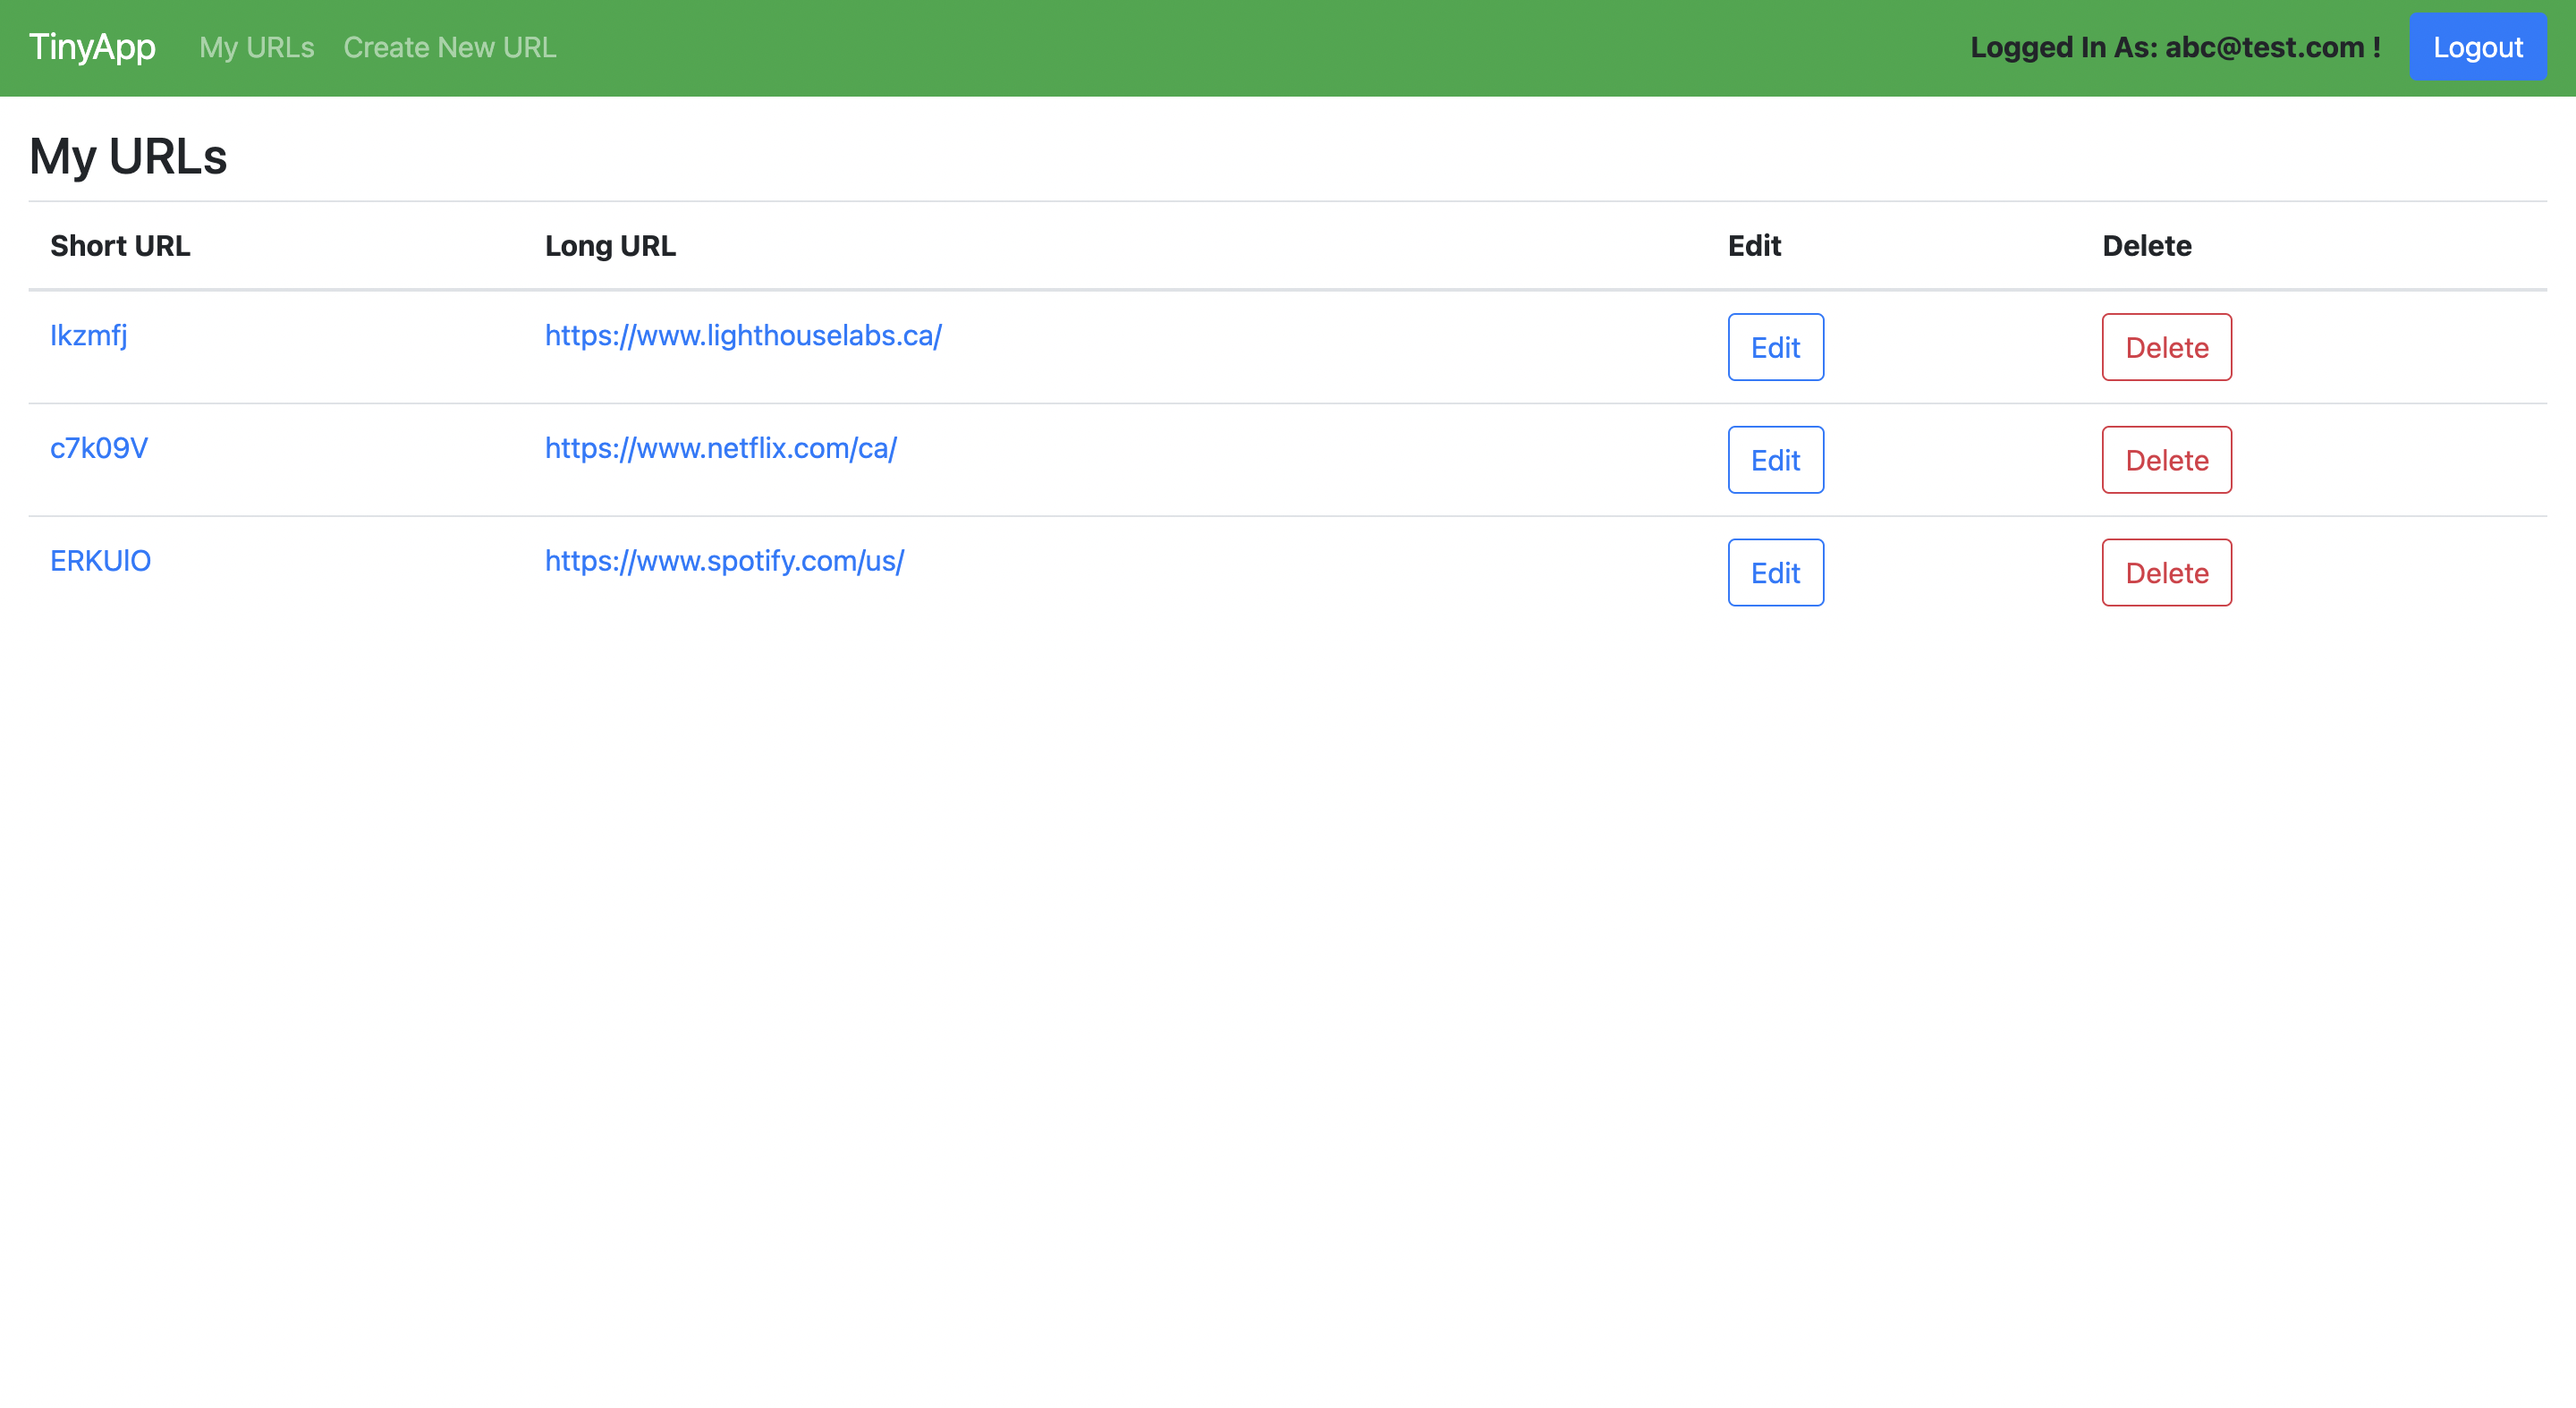 TinyApp My URLs Create New URL Logged In As: abc@test.com ! Logout
My URLs
Short URL Long URL Edit Delete
Ikzmfj https://www.lighthouselabs.ca/ Edit Delete
c7k09V https://www.netflix.com/ca/ Edit Delete
ERKUlO https://www.spotify.com/us/ Edit Delete